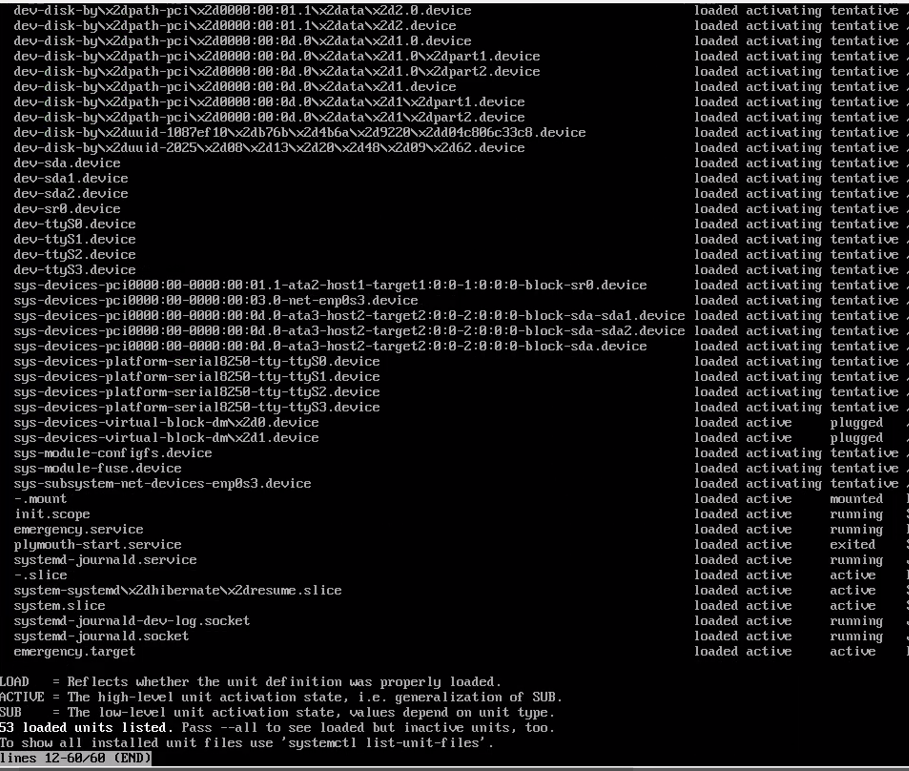 dev-disk-by\x2dpath-pci\x2d0000:00:01.1\x2data\x2d2.0.device loaded activating tentative
dev-disk-by\x2dpath-pci\x2d0000:00:01.1\x2data\x2d2.device loaded activating tentative
dev-disk-by\x2dpath-pci\x2d0000:00:0d.0\x2data\x2d1.0.device loaded activating tentative
dev-disk-by\x2dpath-pci\x2d0000:00:0d.0\x2data\x2d1.0\x2dpart1.device loaded activating tentative
dev-disk-by\x2dpath-pci\x2d0000:00:0d.0\x2data\x2d1.0\x2dpart2.device loaded activating tentative
dev-disk-by\x2dpath-pci\x2d0000:00:0d.0\x2data\x2d1.device loaded activating tentative
dev-disk-by\x2dpath-pci\x2d0000:00:0d.0\x2data\x2d1\x2dpart1.device loaded activating tentative
dev-disk-by\x2dpath-pci\x2d0000:00:0d.0\x2data\x2d1\x2dpart2.device loaded activating tentative
dev-disk-by\x2duuid-1087ef10\x2db76b\x2d4b6a\x2d9220\x2dd04c806c33c8.device loaded activating tentative
dev-disk-by\x2duuid-2025\x2d08\x2d13\x2d20\x2d48\x2d09\x2d62.device loaded activating tentative
dev-sda.device loaded activating tentative
dev-sda1.device loaded activating tentative
dev-sda2.device loaded activating tentative
dev-sr0.device loaded activating tentative
dev-ttyS0.device loaded activating tentative
dev-ttyS1.device loaded activating tentative
dev-ttyS2.device loaded activating tentative
dev-ttyS3.device loaded activating tentative
sys-devices-pci0000:00-0000:00:01.1-ata2-host1-target1:0:0-1:0:0:0-block-sr0.device loaded activating tentative
sys-devices-pci0000:00-0000:00:03.0-net-enp0s3.device loaded activating tentative
sys-devices-pci0000:00-0000:00:0d.0-ata3-host2-target2:0:0-2:0:0:0-block-sda-sda1.device loaded activating tentative
sys-devices-pci0000:00-0000:00:0d.0-ata3-host2-target2:0:0-2:0:0:0-block-sda-sda2.device loaded activating tentative
sys-devices-pci0000:00-0000:00:0d.0-ata3-host2-target2:0:0-2:0:0:0-block-sda.device loaded activating tentative
sys-devices-platform-serial8250-tty-ttyS0.device loaded activating tentative
sys-devices-platform-serial8250-tty-ttyS1.device loaded activating tentative
sys-devices-platform-serial8250-tty-ttyS2.device loaded activating tentative
sys-devices-platform-serial8250-tty-ttyS3.device loaded activating tentative
sys-devices-virtual-block-dm\x2d0.device loaded active plugged
sys-devices-virtual-block-dm\x2d1.device loaded active plugged
sys-module-configfs.device loaded activating tentative
sys-module-fuse.device loaded activating tentative
sys-subsystem-net-devices-enp0s3.device loaded activating tentative
-.mount loaded active mounted
init.scope loaded active running
emergency.service loaded active running
plymouth-start.service loaded active exited
systemd-journald.service loaded active running
-.slice loaded active active
system-systemd\x2dhibernate\x2dresume.slice loaded active active
system.slice loaded active active
systemd-journald-dev-log.socket loaded active running
systemd-journald.socket loaded active running
emergency.target loaded active active
LOAD = Reflects whether the unit definition was properly loaded.
ACTIVE = The high-level unit activation state, i.e. generalization of SUB.
SUB = The low-level unit activation state, values depend on unit type.
53 loaded units listed. Pass --all to see loaded but inactive units, too.
To show all installed unit files use 'systemctl list-unit-files'.
lines 12-60/60 (END)